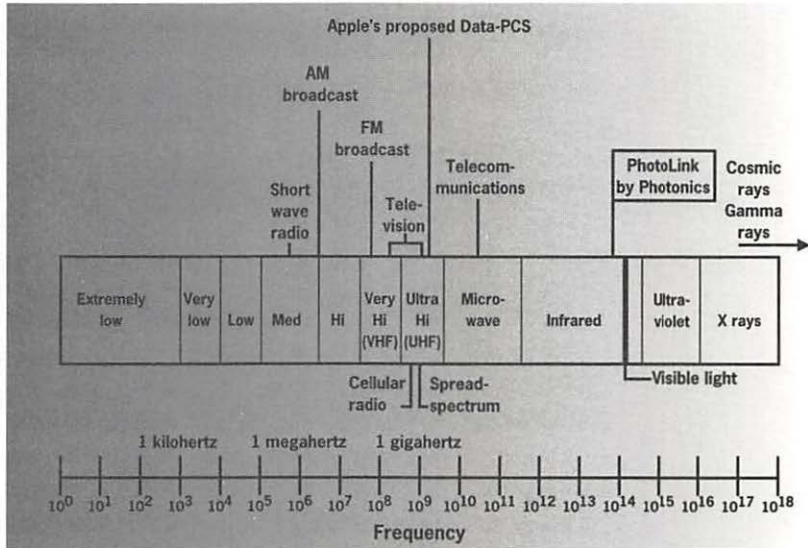 Apple's proposed Data-PCS
AM
broadcast
FM
broadcast
Short
wave
radio
Tele-
vision
Telecom-
munications
PhotoLink
by Photonics
Cosmic
rays
Gamma
rays
Extremely
low
Very
low
Low
Med
Hi
Very
Hi
(VHF)
Ultra
Hi
(UHF)
Micro-
wave
Infrared
Ultra-
violet
X rays
Cellular
radio
Spread-
spectrum
Visible light
1 kilohertz
1 megahertz
1 gigahertz
10⁰ 10¹ 10² 10³ 10⁴ 10⁵ 10⁶ 10⁷ 10⁸ 10⁹ 10¹⁰ 10¹¹ 10¹² 10¹³ 10¹⁴ 10¹⁵ 10¹⁶ 10¹⁷ 10¹⁸
Frequency